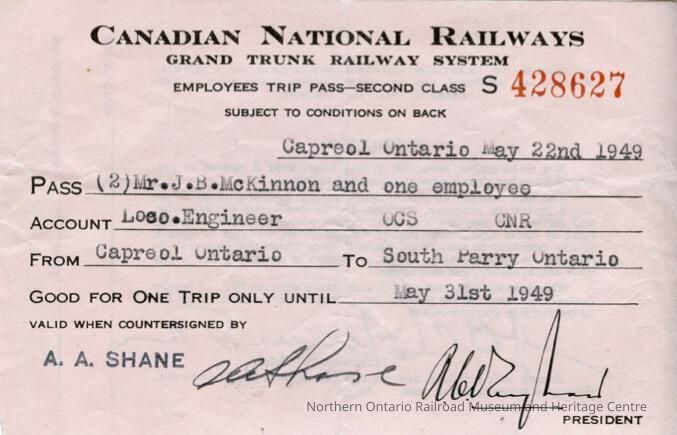 CANADIAN NATIONAL RAILWAYS
GRAND TRUNK RAILWAY SYSTEM
EMPLOYEES TRIP PASS—SECOND CLASS S 428627
SUBJECT TO CONDITIONS ON BACK
Capreol Ontario May 22nd 1949
PASS (2)Mr.J.B.McKinnon and one employee
ACCOUNT Loco.Engineer OCS CNR
FROM Capreol Ontario TO South Parry Ontario
GOOD FOR ONE TRIP ONLY UNTIL May 31st 1949
VALID WHEN COUNTERSIGNED BY
A. A. SHANE AAShane
Northern Ontario Railroad Museum and Heritage Centre
PRESIDENT